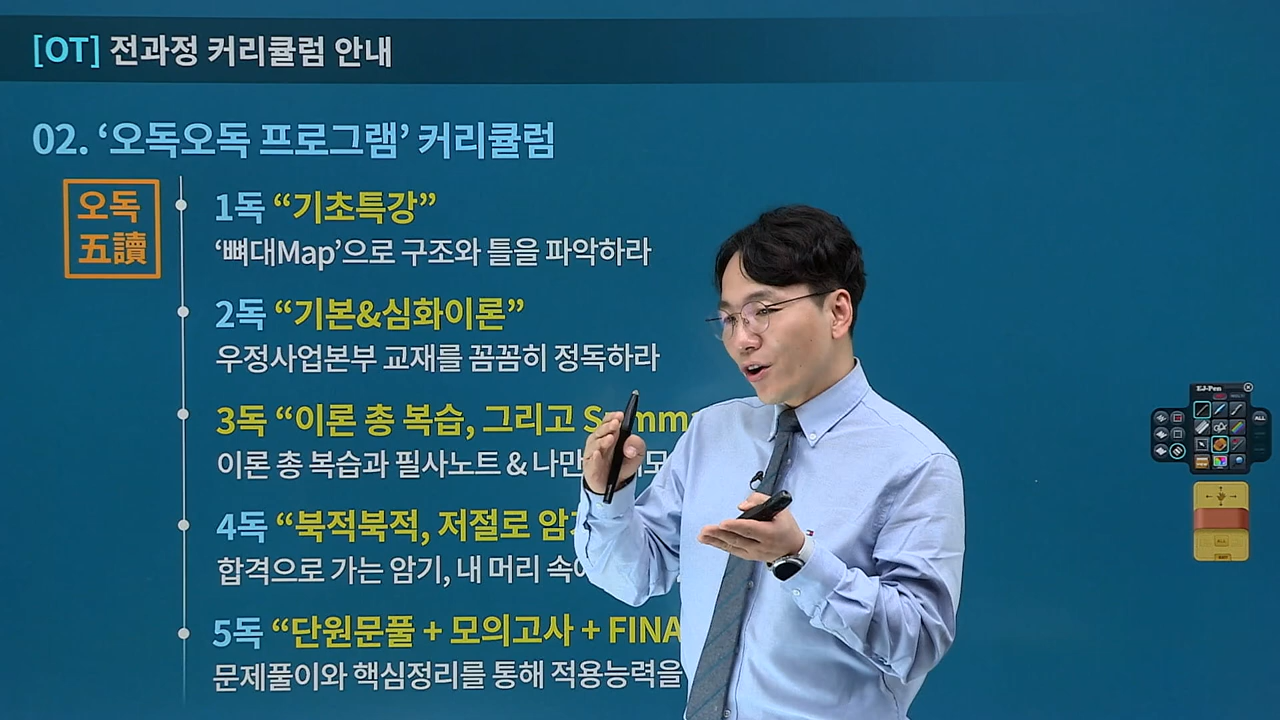 [OT] 전과정 커리큘럼 안내
02. ‘오독오독 프로그램’ 커리큘럼
오독
五讀
1독 “기초특강”
‘뼈대Map’으로 구조와 틀을 파악하라
2독 “기본&심화이론”
우정사업본부 교재를 꼼꼼히 정독하라
3독 “이론 총 복습, 그리고
이론 총 복습과 필사노트 & 나만
4독 “북적북적, 저절로
합격으로 가는 암기, 내 머리
5독 “단원문풀 + 모의고사 +
문제풀이와 핵심정리를 통해 적용능력을
EJ-Pen
ALL
ALL